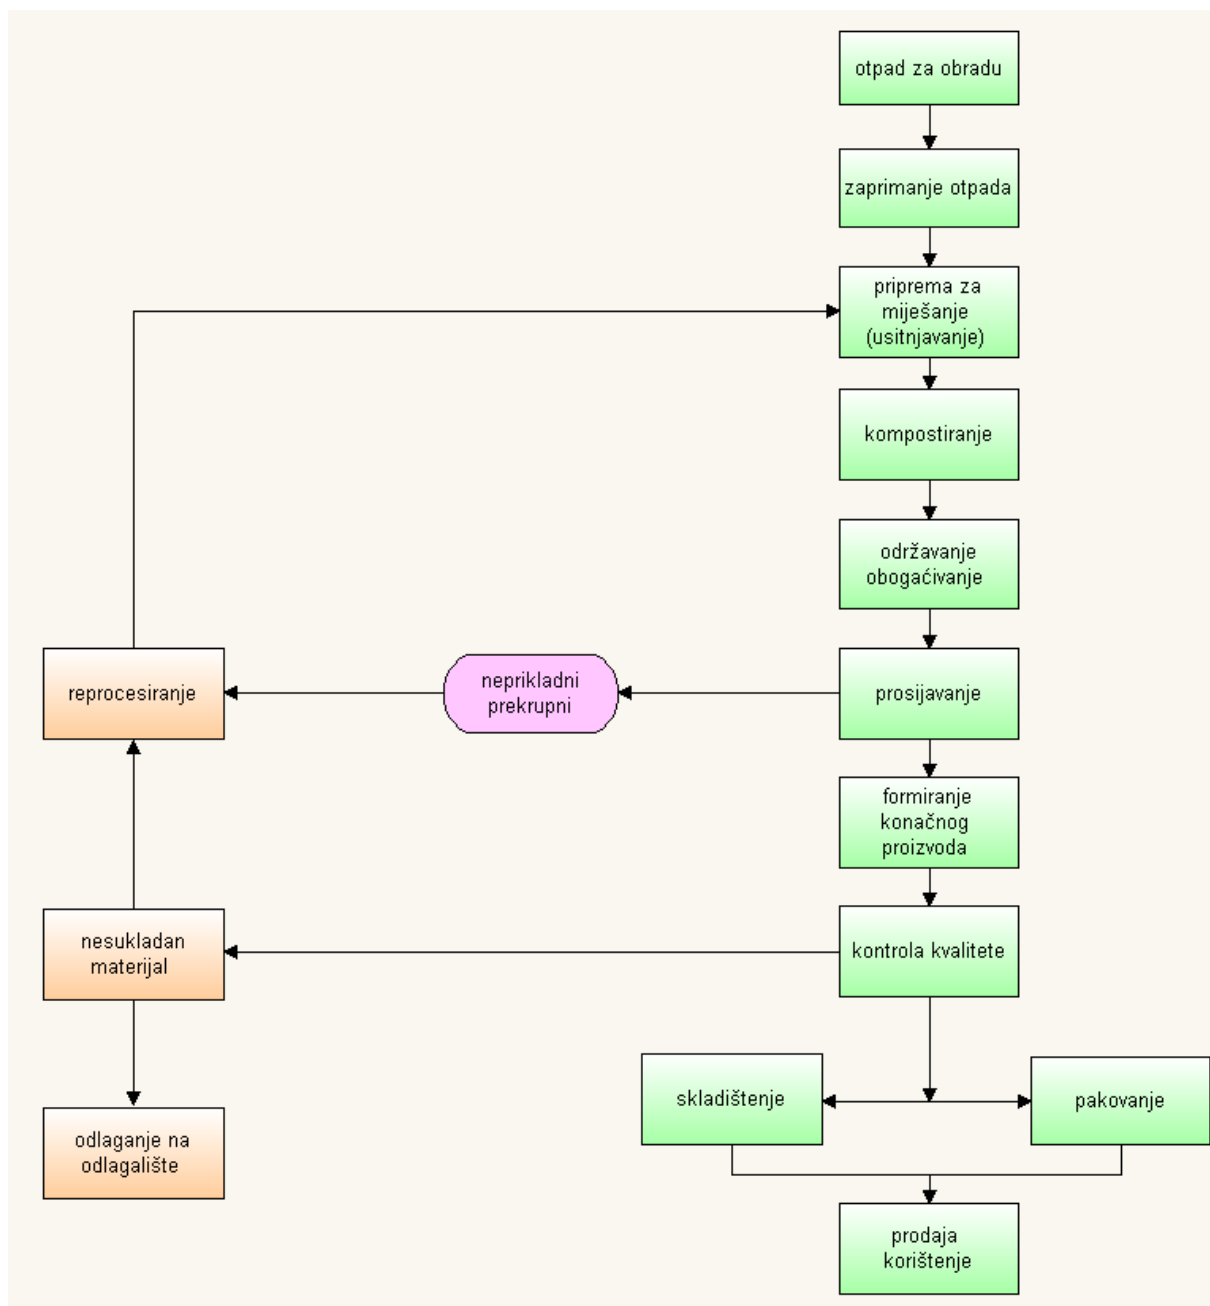 otpad za obradu
zaprimanje otpada
priprema za
miješanje
(usitnjavanje)
kompostiranje
održavanje
obogaćivanje
reprocesiranje
neprikladni
prekrupni
prosijavanje
formiranje
konačnog
proizvoda
nesukladan
materijal
kontrola kvalitete
skladištenje
pakovanje
odlaganje na
odlagalište
prodaja
korištenje